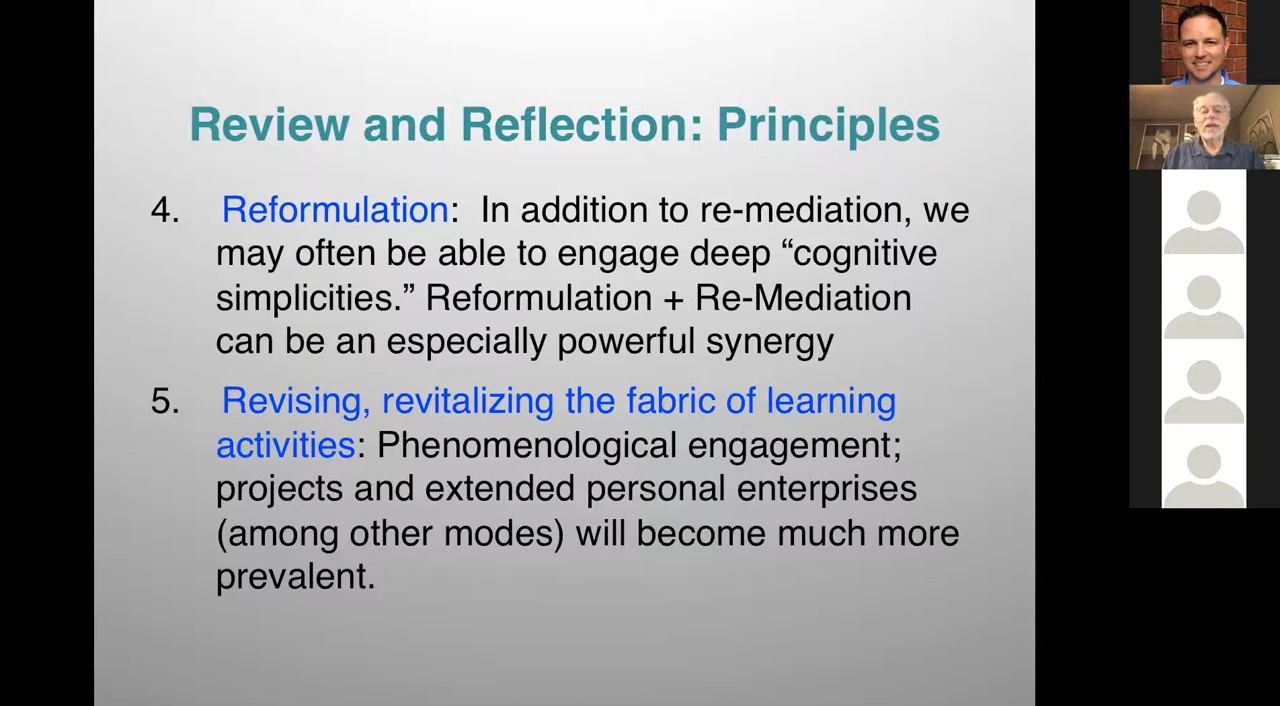 Review and Reflection: Principles
4. Reformulation: In addition to re-mediation, we
may often be able to engage deep “cognitive
simplicities.” Reformulation + Re-Mediation
can be an especially powerful synergy
5. Revising, revitalizing the fabric of learning
activities: Phenomenological engagement;
projects and extended personal enterprises
(among other modes) will become much more
prevalent.